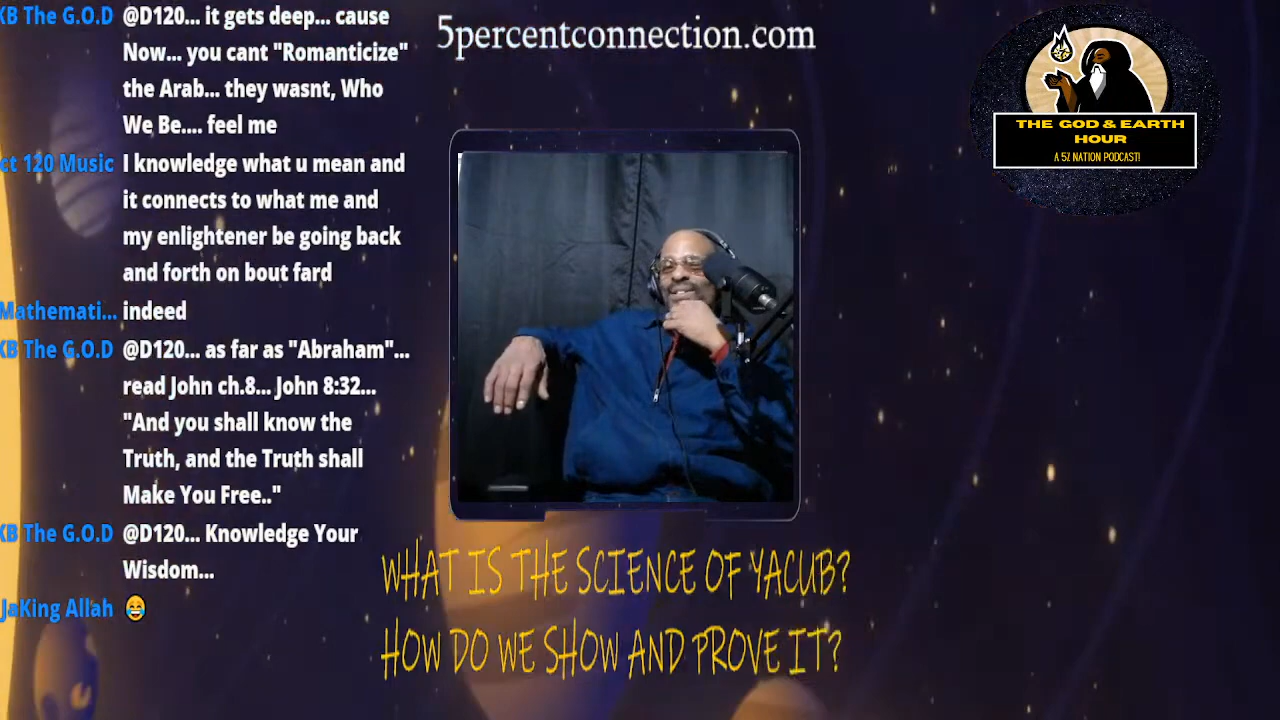 KB The G.O.D @D120... it gets deep... cause
Now... you cant "Romanticize"
the Arab... they wasnt, Who
We Be.... feel me
ct 120 Music I knowledge what u mean and
it connects to what me and
my enlightener be going back
and forth on bout fard
Mathemati... indeed
KB The G.O.D @D120... as far as "Abraham"...
read John ch.8... John 8:32...
"And you shall know the
Truth, and the Truth shall
Make You Free.."
KB The G.O.D @D120... Knowledge Your
Wisdom...
JaKing Allah 😂
5percentconnection.com
THE GOD & EARTH
HOUR
A 5% NATION PODCAST!
WHAT IS THE SCIENCE OF YACUB?
HOW DO WE SHOW AND PROVE IT?